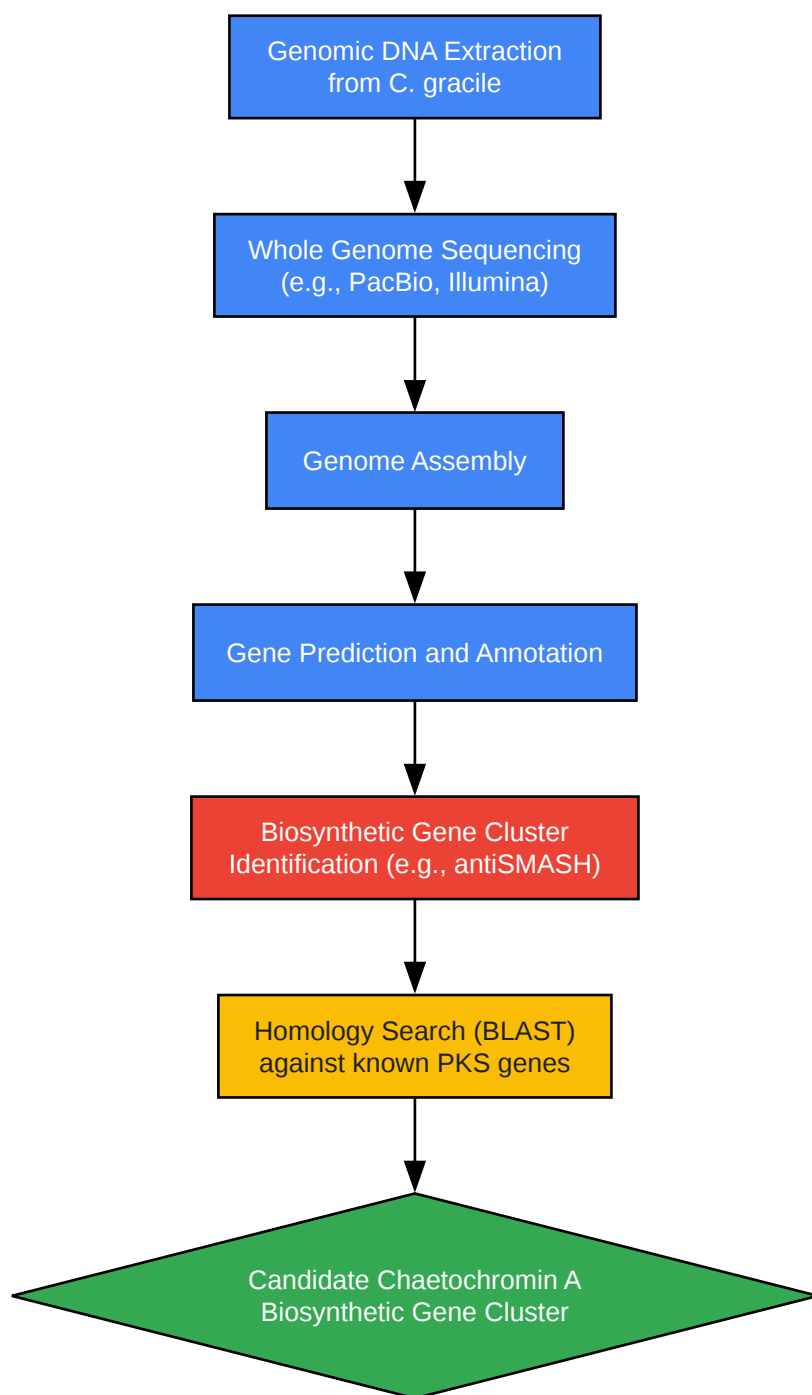 Genomic DNA Extraction
from C. gracile
Whole Genome Sequencing
(e.g., PacBio, Illumina)
Genome Assembly
Gene Prediction and Annotation
Biosynthetic Gene Cluster
Identification (e.g., antiSMASH)
Homology Search (BLAST)
against known PKS genes
Candidate Chaetochromin A
Biosynthetic Gene Cluster